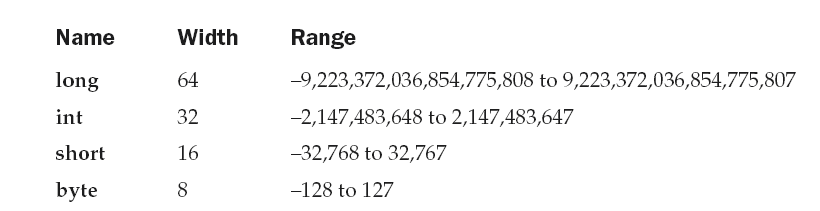 Name Width Range
long 64 –9,223,372,036,854,775,808 to 9,223,372,036,854,775,807
int 32 –2,147,483,648 to 2,147,483,647
short 16 –32,768 to 32,767
byte 8 –128 to 127